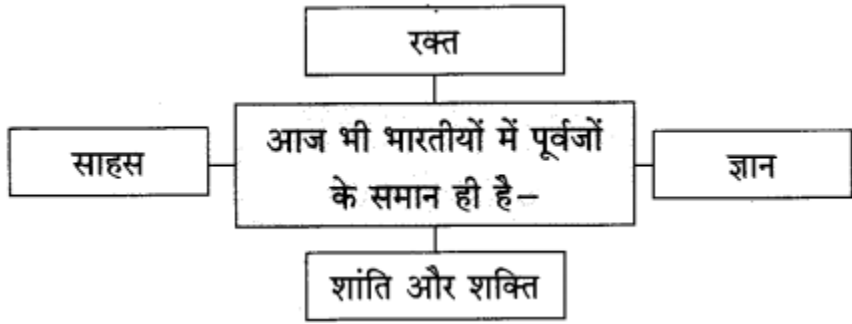 रक्त
साहस
आज भी भारतीयों में पूर्वजों
के समान ही है–
ज्ञान
शांति और शक्ति